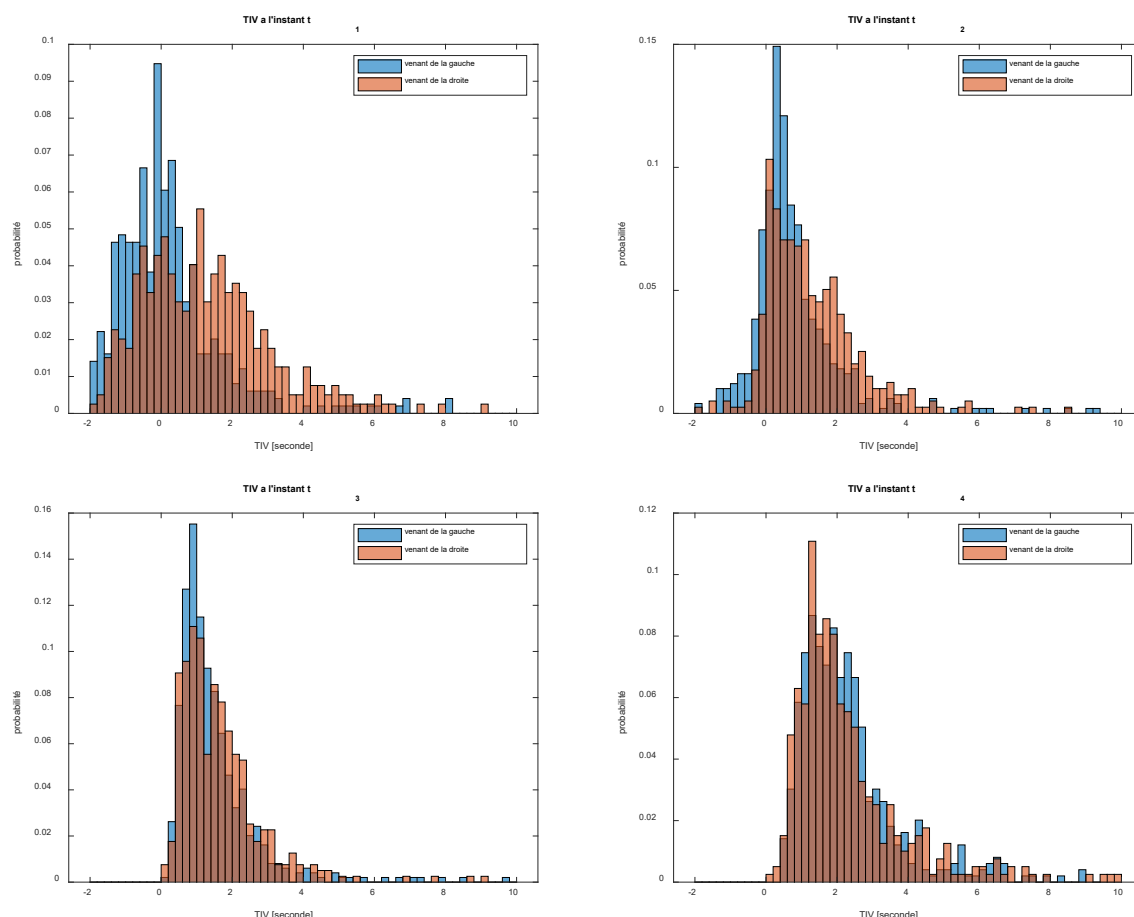 TIV a l'instant t
1
0.1
0.09
0.08
0.07
0.06
0.05
0.04
0.03
0.02
0.01
0
probabilité
venant de la gauche
venant de la droite
-2 0 2 4 6 8 10
TIV [seconde]
TIV a l'instant t
2
0.15
0.1
0.05
0
probabilité
venant de la gauche
venant de la droite
-2 0 2 4 6 8 10
TIV [seconde]
TIV a l'instant t
3
0.16
0.14
0.12
0.1
0.08
0.06
0.04
0.02
0
probabilité
venant de la gauche
venant de la droite
-2 0 2 4 6 8 10
TIV [seconde]
TIV a l'instant t
4
0.12
0.1
0.08
0.06
0.04
0.02
0
probabilité
venant de la gauche
venant de la droite
-2 0 2 4 6 8 10
TIV [seconde]